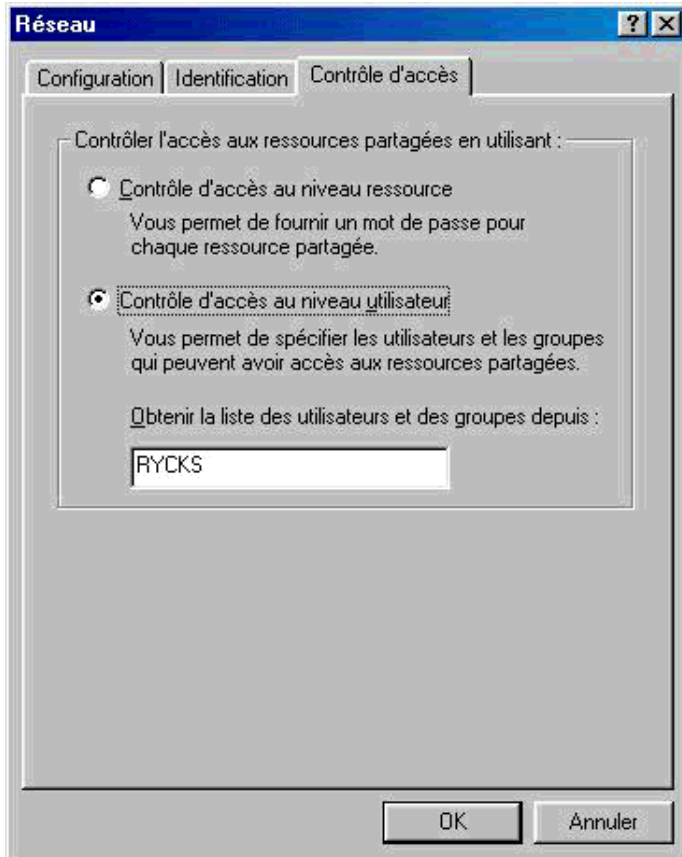 Réseau
Configuration Identification Contrôle d'accès
Contrôler l'accès aux ressources partagées en utilisant :
Contrôle d'accès au niveau ressource
Vous permet de fournir un mot de passe pour
chaque ressource partagée.
Contrôle d'accès au niveau utilisateur
Vous permet de spécifier les utilisateurs et les groupes
qui peuvent avoir accès aux ressources partagées.
Obtenir la liste des utilisateurs et des groupes depuis :
RYCKS
OK Annuler